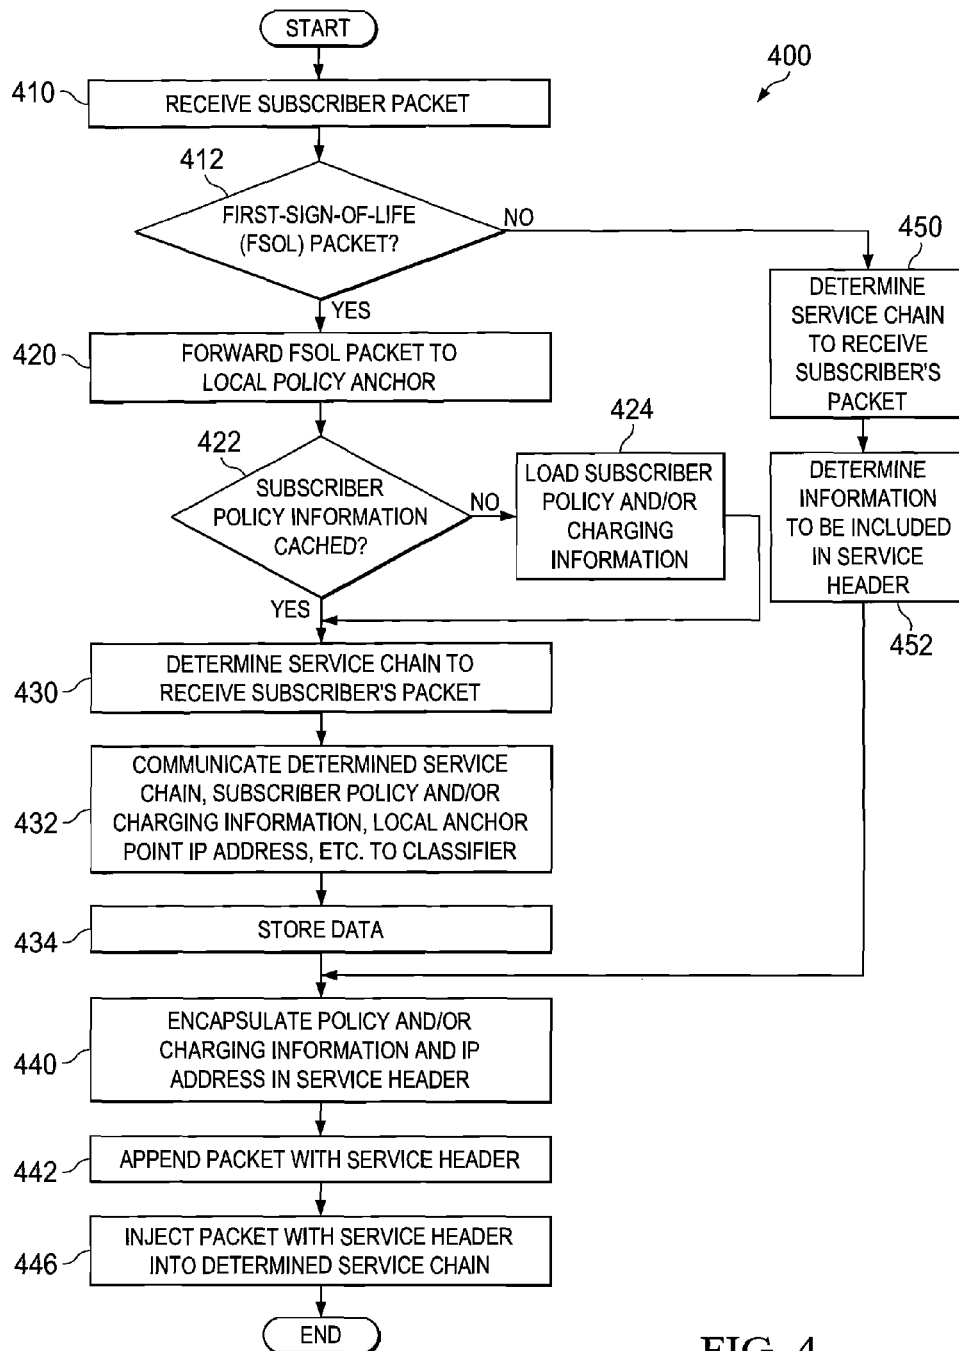 START
400
410
RECEIVE SUBSCRIBER PACKET
412
FIRST-SIGN-OF-LIFE
(FSOL) PACKET?
NO
YES
450
DETERMINE
SERVICE CHAIN
TO RECEIVE
SUBSCRIBER'S
PACKET
420
FORWARD FSOL PACKET TO
LOCAL POLICY ANCHOR
422
SUBSCRIBER
POLICY INFORMATION
CACHED?
NO
YES
424
LOAD SUBSCRIBER
POLICY AND/OR
CHARGING
INFORMATION
DETERMINE
INFORMATION
TO BE INCLUDED
IN SERVICE
HEADER
452
430
DETERMINE SERVICE CHAIN TO
RECEIVE SUBSCRIBER'S PACKET
432
COMMUNICATE DETERMINED SERVICE
CHAIN, SUBSCRIBER POLICY AND/OR
CHARGING INFORMATION, LOCAL ANCHOR
POINT IP ADDRESS, ETC. TO CLASSIFIER
434
STORE DATA
440
ENCAPSULATE POLICY AND/OR
CHARGING INFORMATION AND IP
ADDRESS IN SERVICE HEADER
442
APPEND PACKET WITH SERVICE HEADER
446
INJECT PACKET WITH SERVICE HEADER
INTO DETERMINED SERVICE CHAIN
END
FIG. 4